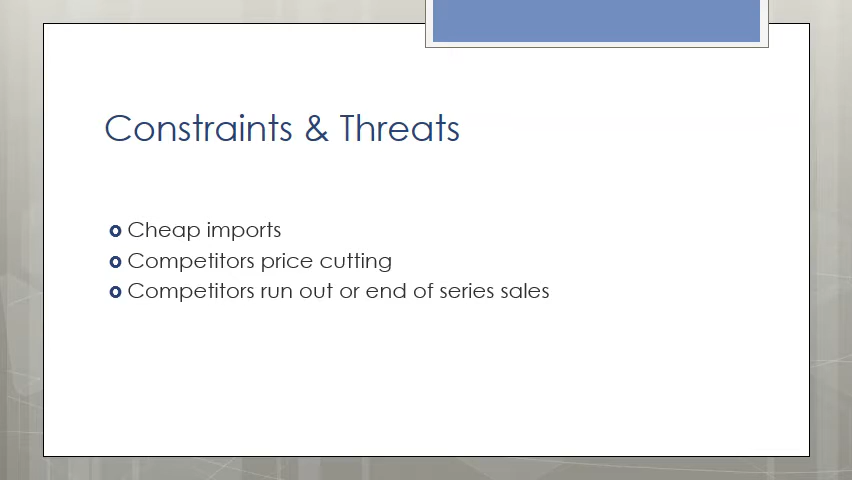 Constraints & Threats
Cheap imports
Competitors price cutting
Competitors run out or end of series sales